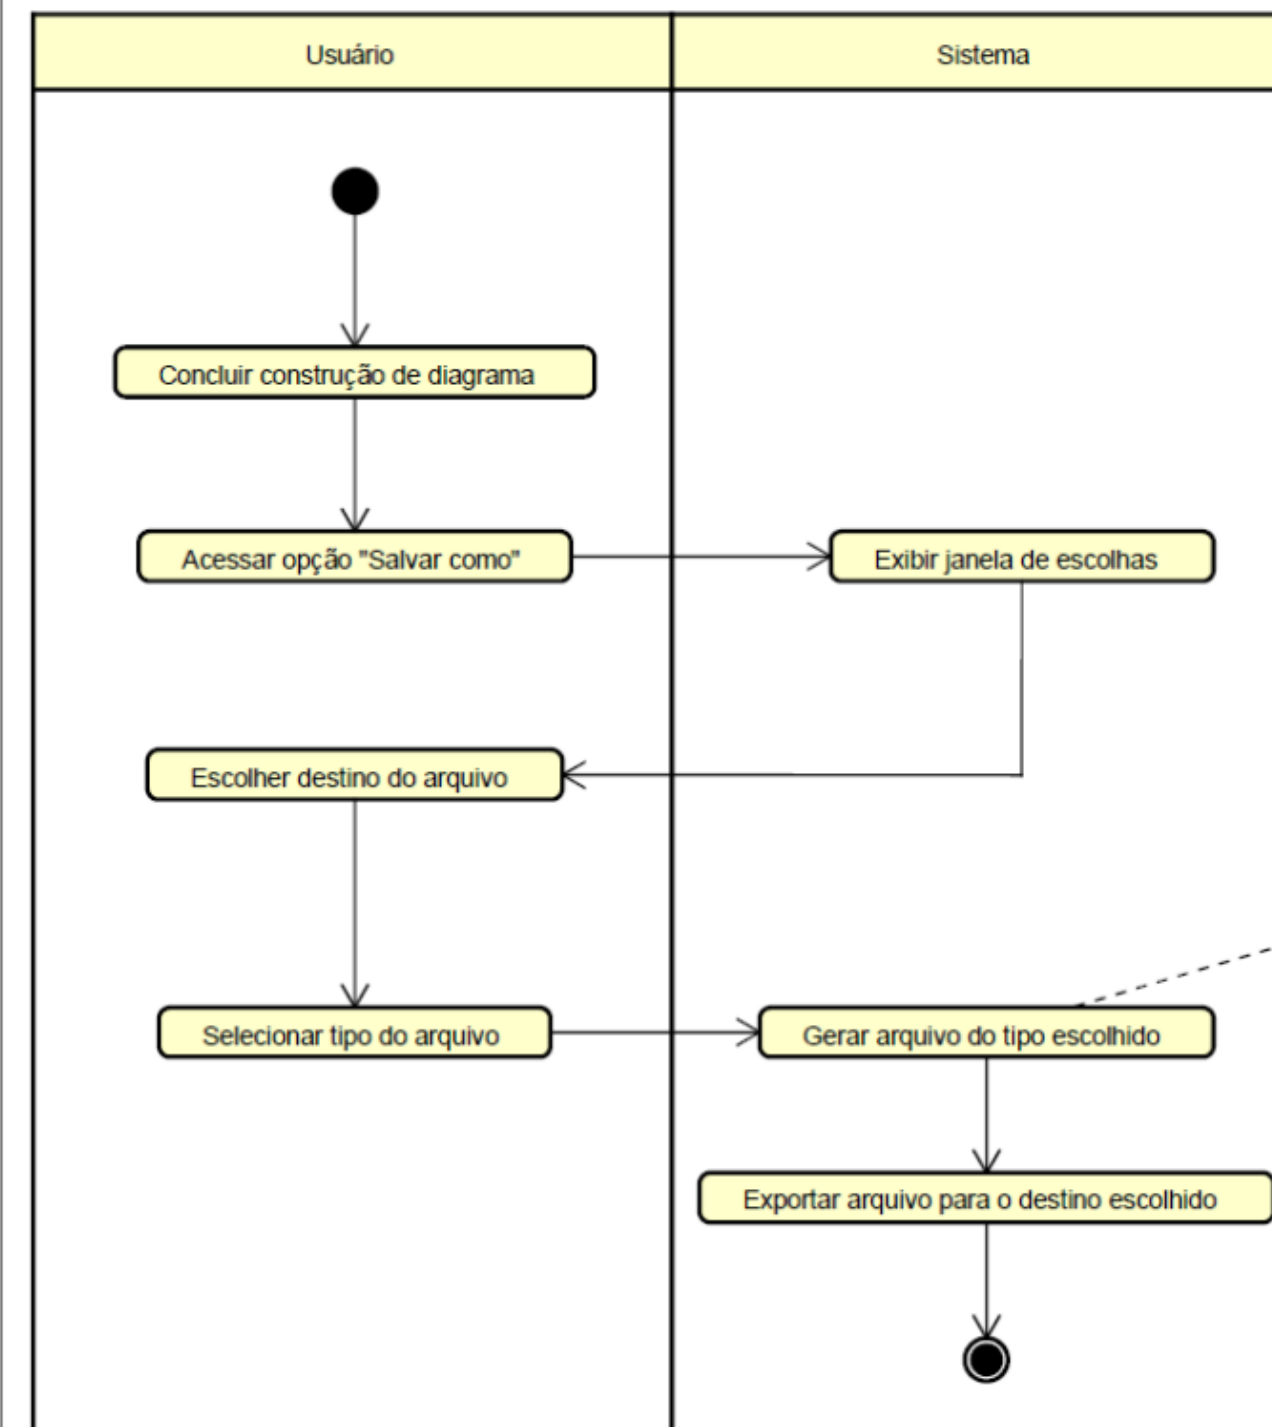 Usuário
Sistema
Concluir construção de diagrama
Acessar opção "Salvar como"
Exibir janela de escolhas
Escolher destino do arquivo
Selecionar tipo do arquivo
Gerar arquivo do tipo escolhido
Exportar arquivo para o destino escolhido